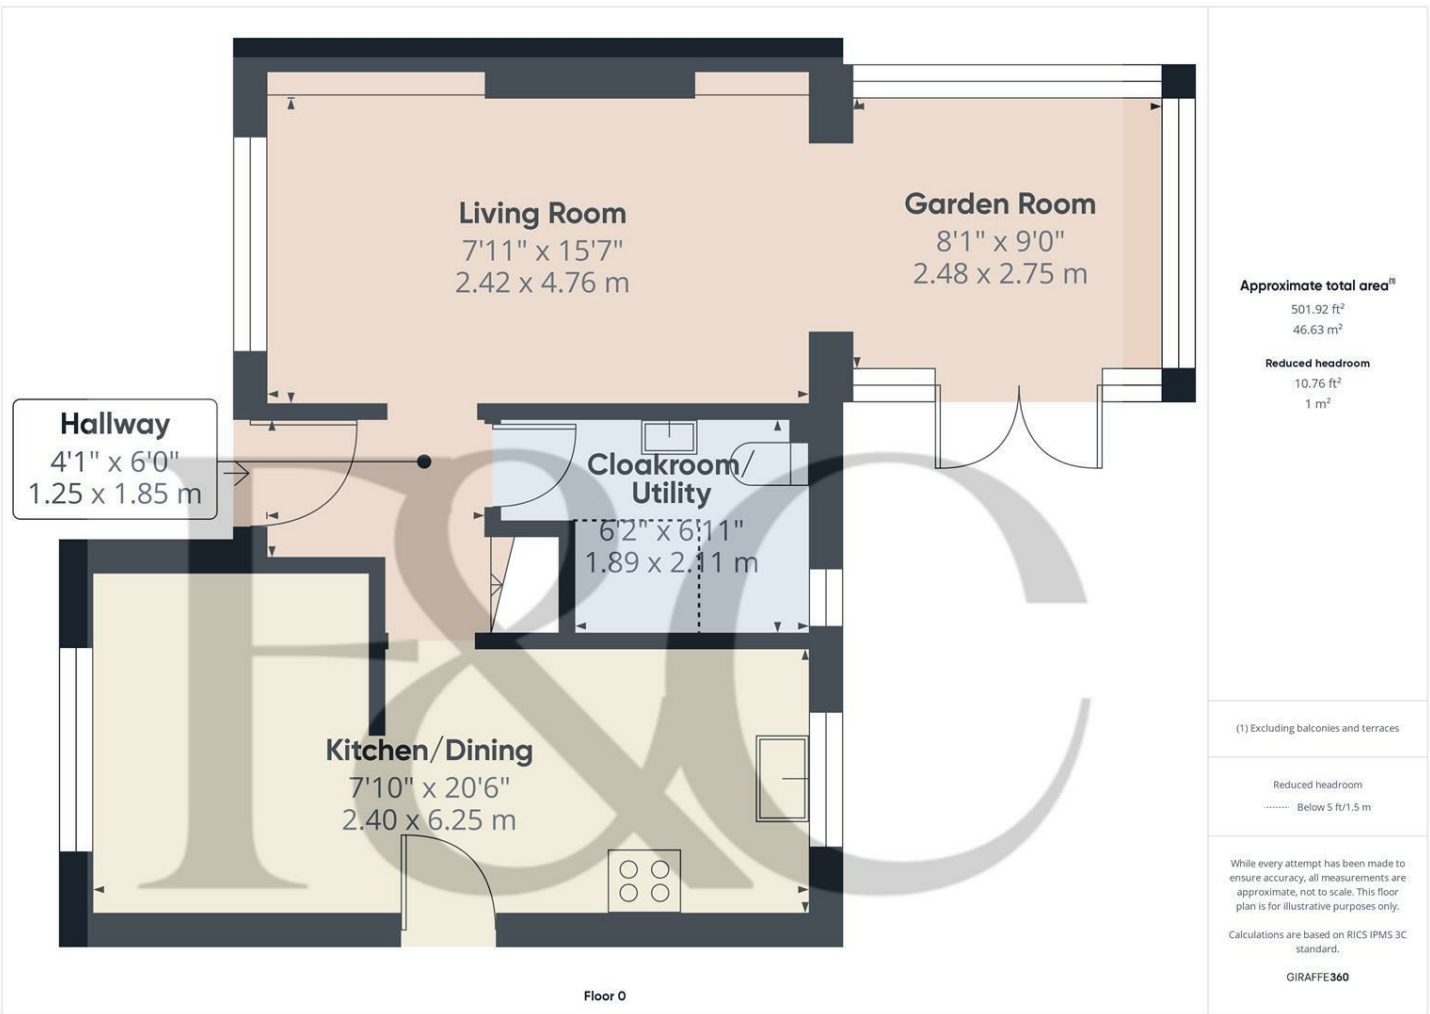 Living Room
7'11" x 15'7"
2.42 x 4.76 m
Garden Room
8'1" x 9'0"
2.48 x 2.75 m
Hallway
4'1" x 6'0"
1.25 x 1.85 m
Cloakroom/
Utility
6'2" x 6'11"
1.89 x 2.11 m
Kitchen/Dining
7'10" x 20'6"
2.40 x 6.25 m
F&C
Floor 0
Approximate total area⁽¹⁾
501.92 ft²
46.63 m²
Reduced headroom
10.76 ft²
1 m²
(1) Excluding balconies and terraces
Reduced headroom
Below 5 ft/1.5 m
While every attempt has been made to
ensure accuracy, all measurements are
approximate, not to scale. This floor
plan is for illustrative purposes only.
Calculations are based on RICS IPMS 3C
standard.
GIRAFFE360